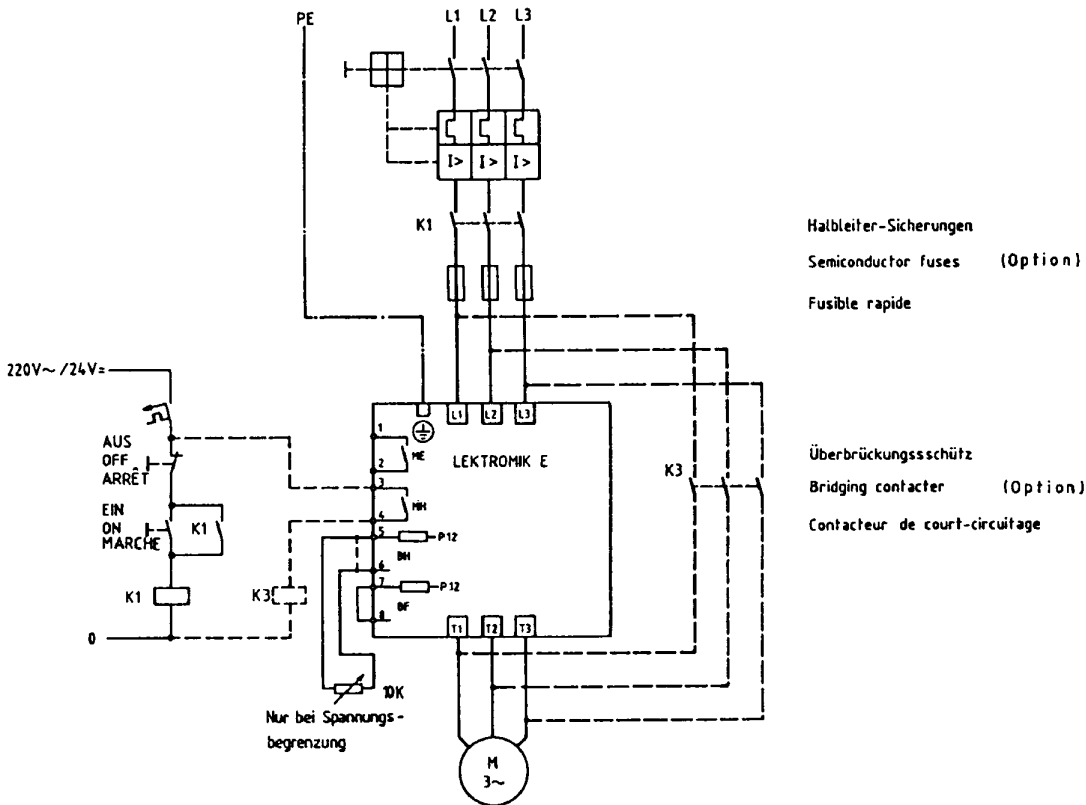 PE
L1 L2 L3
I> I> I>
K1
Halbleiter-Sicherungen
Semiconductor fuses (Option)
Fusible rapide
220V~ /24V=
L1 L2 L3
1
ME
2
LEKTROMIK E
AUS
OFF
ARRÊT
3
MH
4
EIN
ON
MARCHE
K1
5
P12
BH
6
7
P12
BF
8
K1
K3
0
T1 T2 T3
K3
Überbrückungsschütz
Bridging contacter (Option)
Contacteur de court-circuitage
10K
Nur bei Spannungs-
begrenzung
M
3~